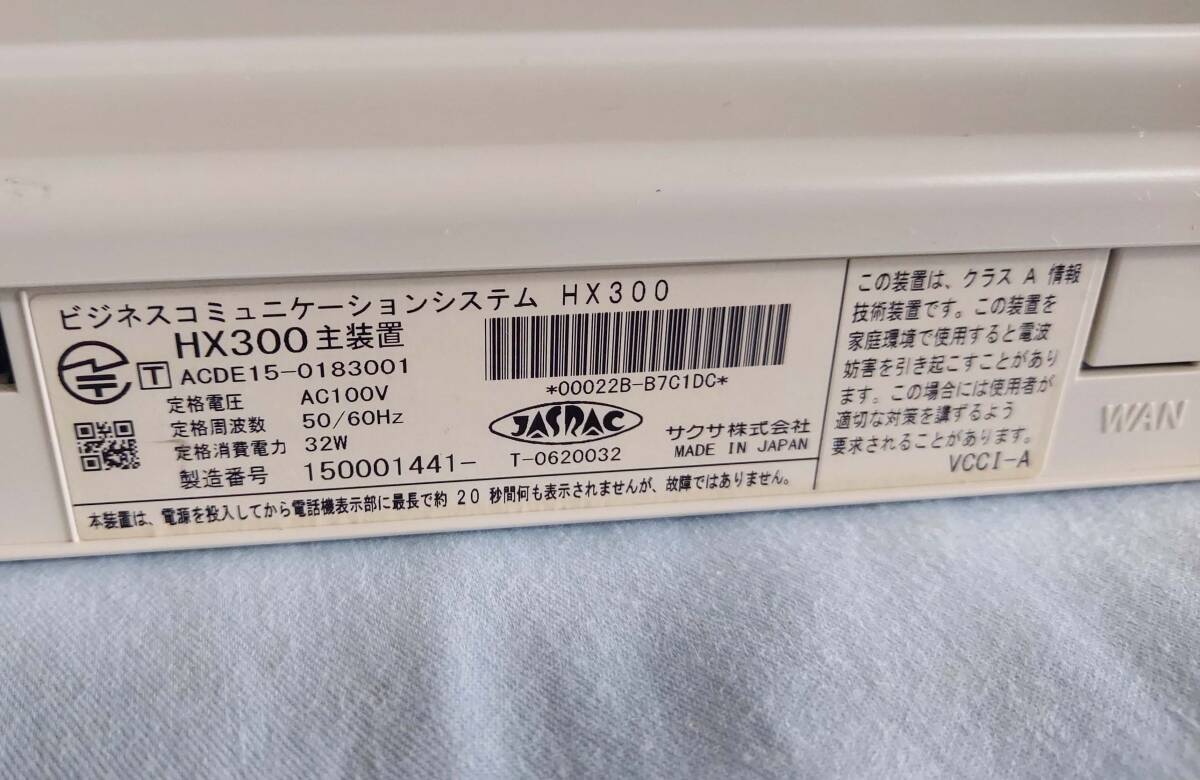 ビジネスコミュニケーションシステム HX300
HX300主装置
T ACDE15-0183001
定格電圧 AC100V
定格周波数 50/60Hz
定格消費電力 32W
製造番号 150001441-
*00022B-B7C1DC*
JASRAC
T-0620032
サクサ株式会社
MADE IN JAPAN
本装置は、電源を投入してから電話機表示部に最長で約 20 秒間何も表示されませんが、故障ではありません。
この装置は、クラス A 情報
技術装置です。この装置を
家庭環境で使用すると電波
妨害を引き起こすことがあり
ます。この場合には使用者が
適切な対策を講ずるよう
要求されることがあります。
VCCI-A
WAN